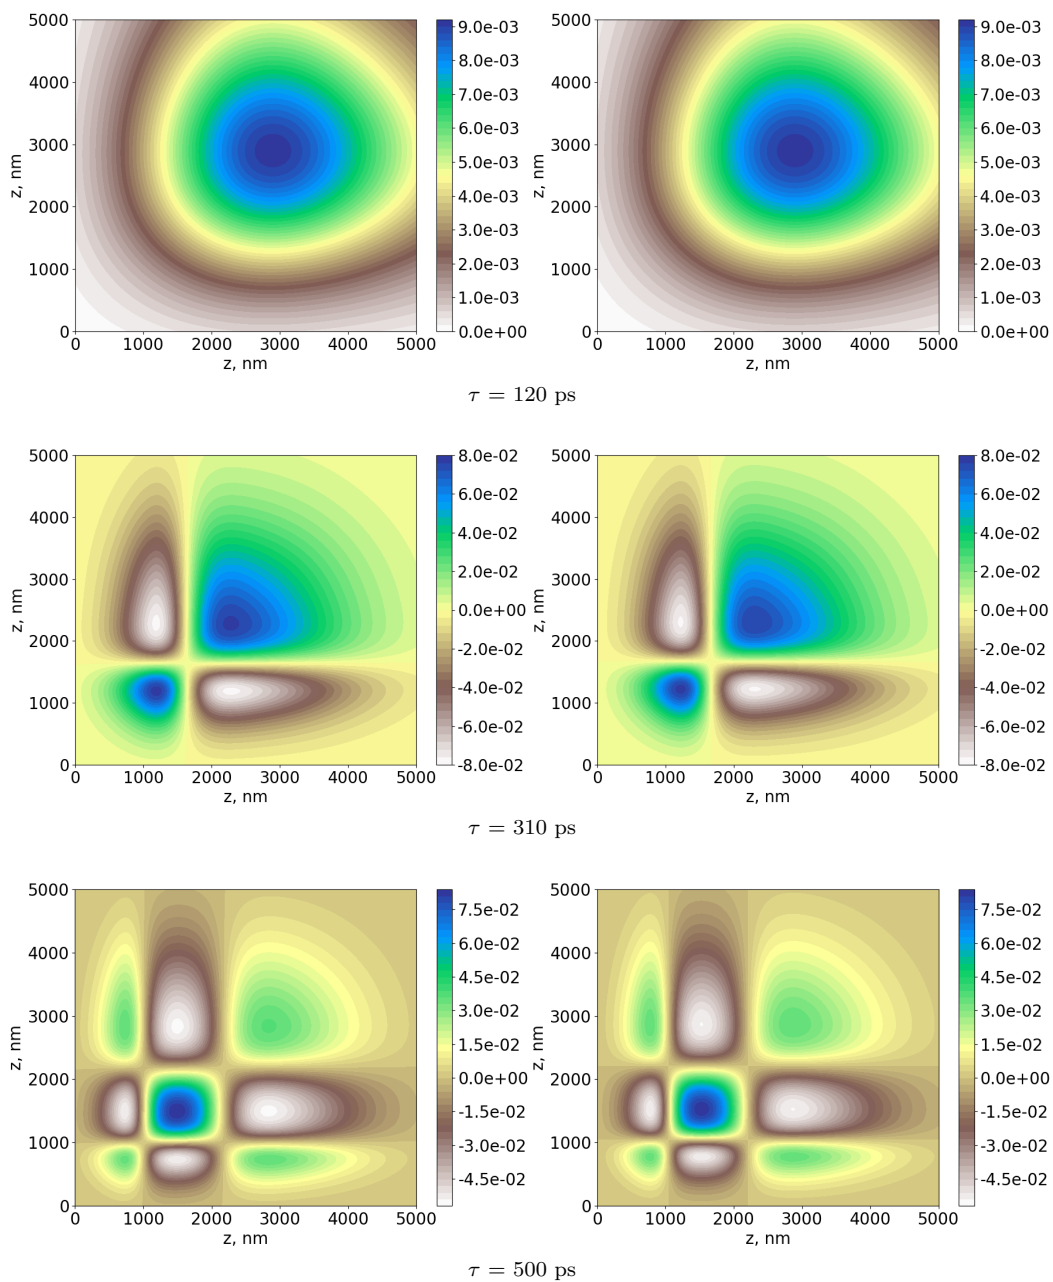 5000
4000
3000
2000
1000
0
z, nm
0 1000 2000 3000 4000 5000
z, nm
9.0e-03
8.0e-03
7.0e-03
6.0e-03
5.0e-03
4.0e-03
3.0e-03
2.0e-03
1.0e-03
0.0e+00
5000
4000
3000
2000
1000
0
z, nm
0 1000 2000 3000 4000 5000
z, nm
9.0e-03
8.0e-03
7.0e-03
6.0e-03
5.0e-03
4.0e-03
3.0e-03
2.0e-03
1.0e-03
0.0e+00
τ = 120 ps
5000
4000
3000
2000
1000
0
z, nm
0 1000 2000 3000 4000 5000
z, nm
8.0e-02
6.0e-02
4.0e-02
2.0e-02
0.0e+00
-2.0e-02
-4.0e-02
-6.0e-02
-8.0e-02
5000
4000
3000
2000
1000
0
z, nm
0 1000 2000 3000 4000 5000
z, nm
8.0e-02
6.0e-02
4.0e-02
2.0e-02
0.0e+00
-2.0e-02
-4.0e-02
-6.0e-02
-8.0e-02
τ = 310 ps
5000
4000
3000
2000
1000
0
z, nm
0 1000 2000 3000 4000 5000
z, nm
7.5e-02
6.0e-02
4.5e-02
3.0e-02
1.5e-02
0.0e+00
-1.5e-02
-3.0e-02
-4.5e-02
5000
4000
3000
2000
1000
0
z, nm
0 1000 2000 3000 4000 5000
z, nm
7.5e-02
6.0e-02
4.5e-02
3.0e-02
1.5e-02
0.0e+00
-1.5e-02
-3.0e-02
-4.5e-02
τ = 500 ps